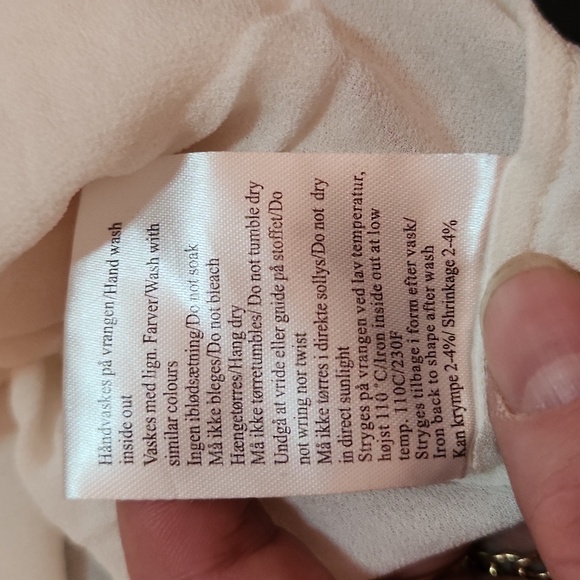 Håndvaskes på vrangen/Hand wash
inside out
Vaskes med lign. Farver/Wash with
similar colours
Ingen iblødsætning/Do not soak
Må ikke bleges/Do not bleach
Hængetørres/Hang dry
Må ikke tørretumbles/Do not tumble dry
Undgå at vride eller guide på stoffet/Do
not wring nor twist
Må ikke tørres i direkte sollys/Do not dry
in direct sunlight
Stryges på vrangen ved lav temperatur,
højst 110 °C/Iron inside out at low
temp. 110C/230F
Stryges tilbage i form efter vask/
Iron back to shape after wash
Kan krympe 2-4%/ Shrinkage 2-4%